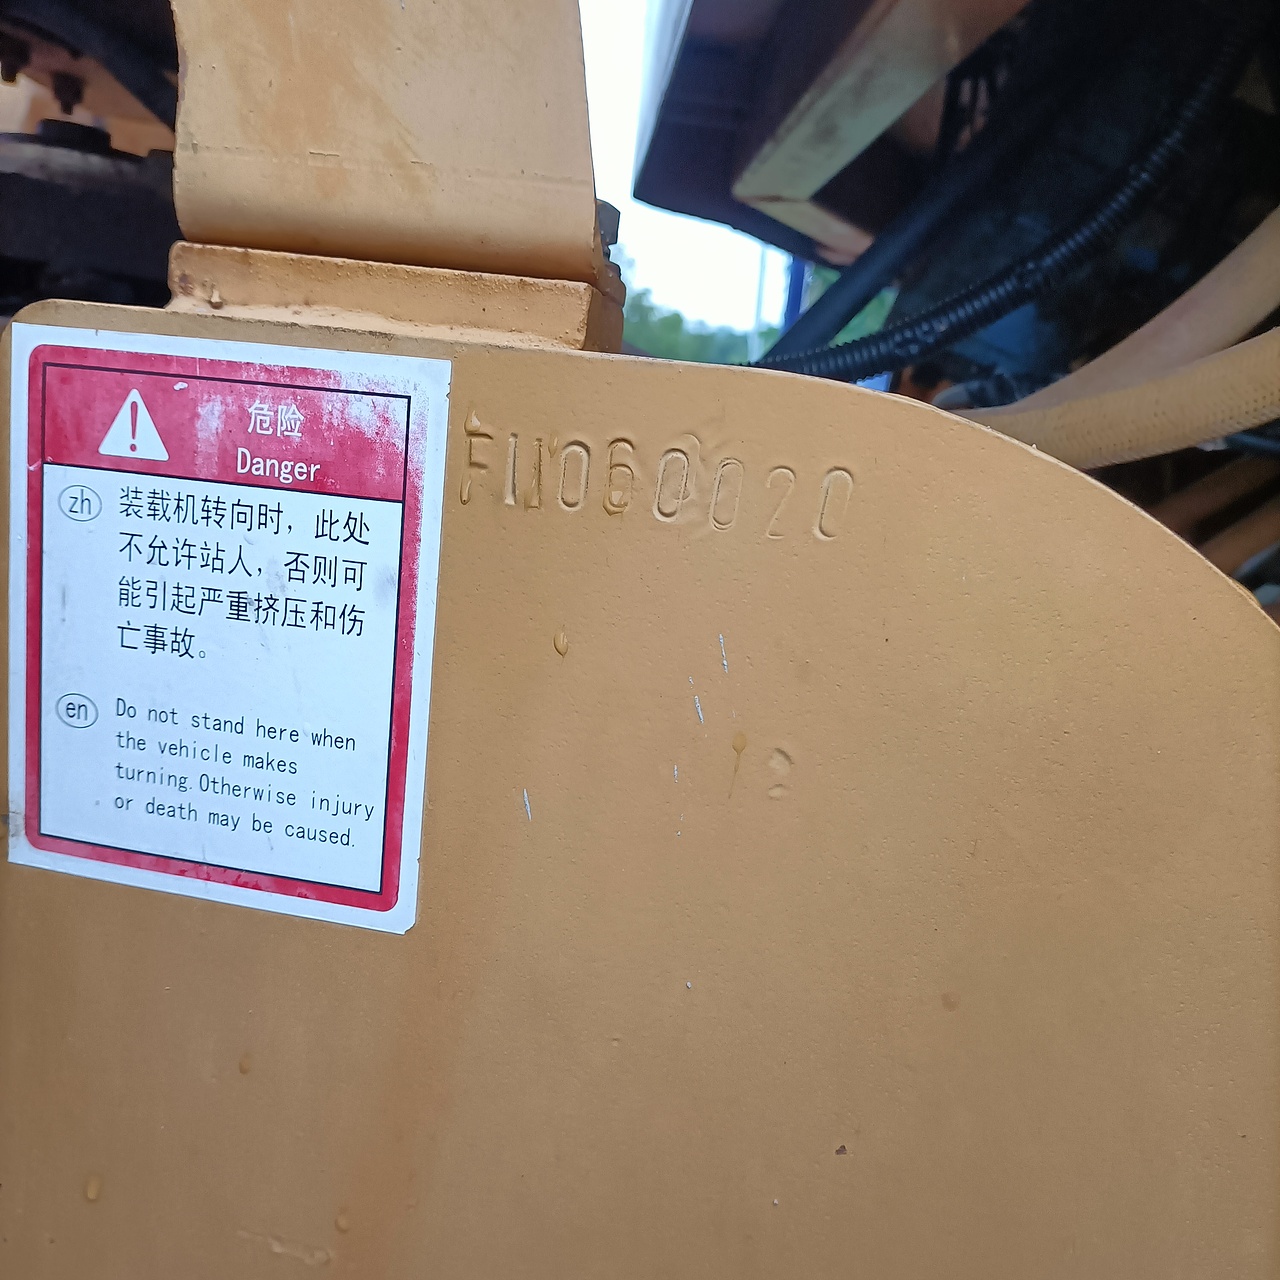 危险
Danger
zh
装载机转向时，此处
不允许站人，否则可
能引起严重挤压和伤
亡事故。
en
Do not stand here when
the vehicle makes
turning.Otherwise injury
or death may be caused.